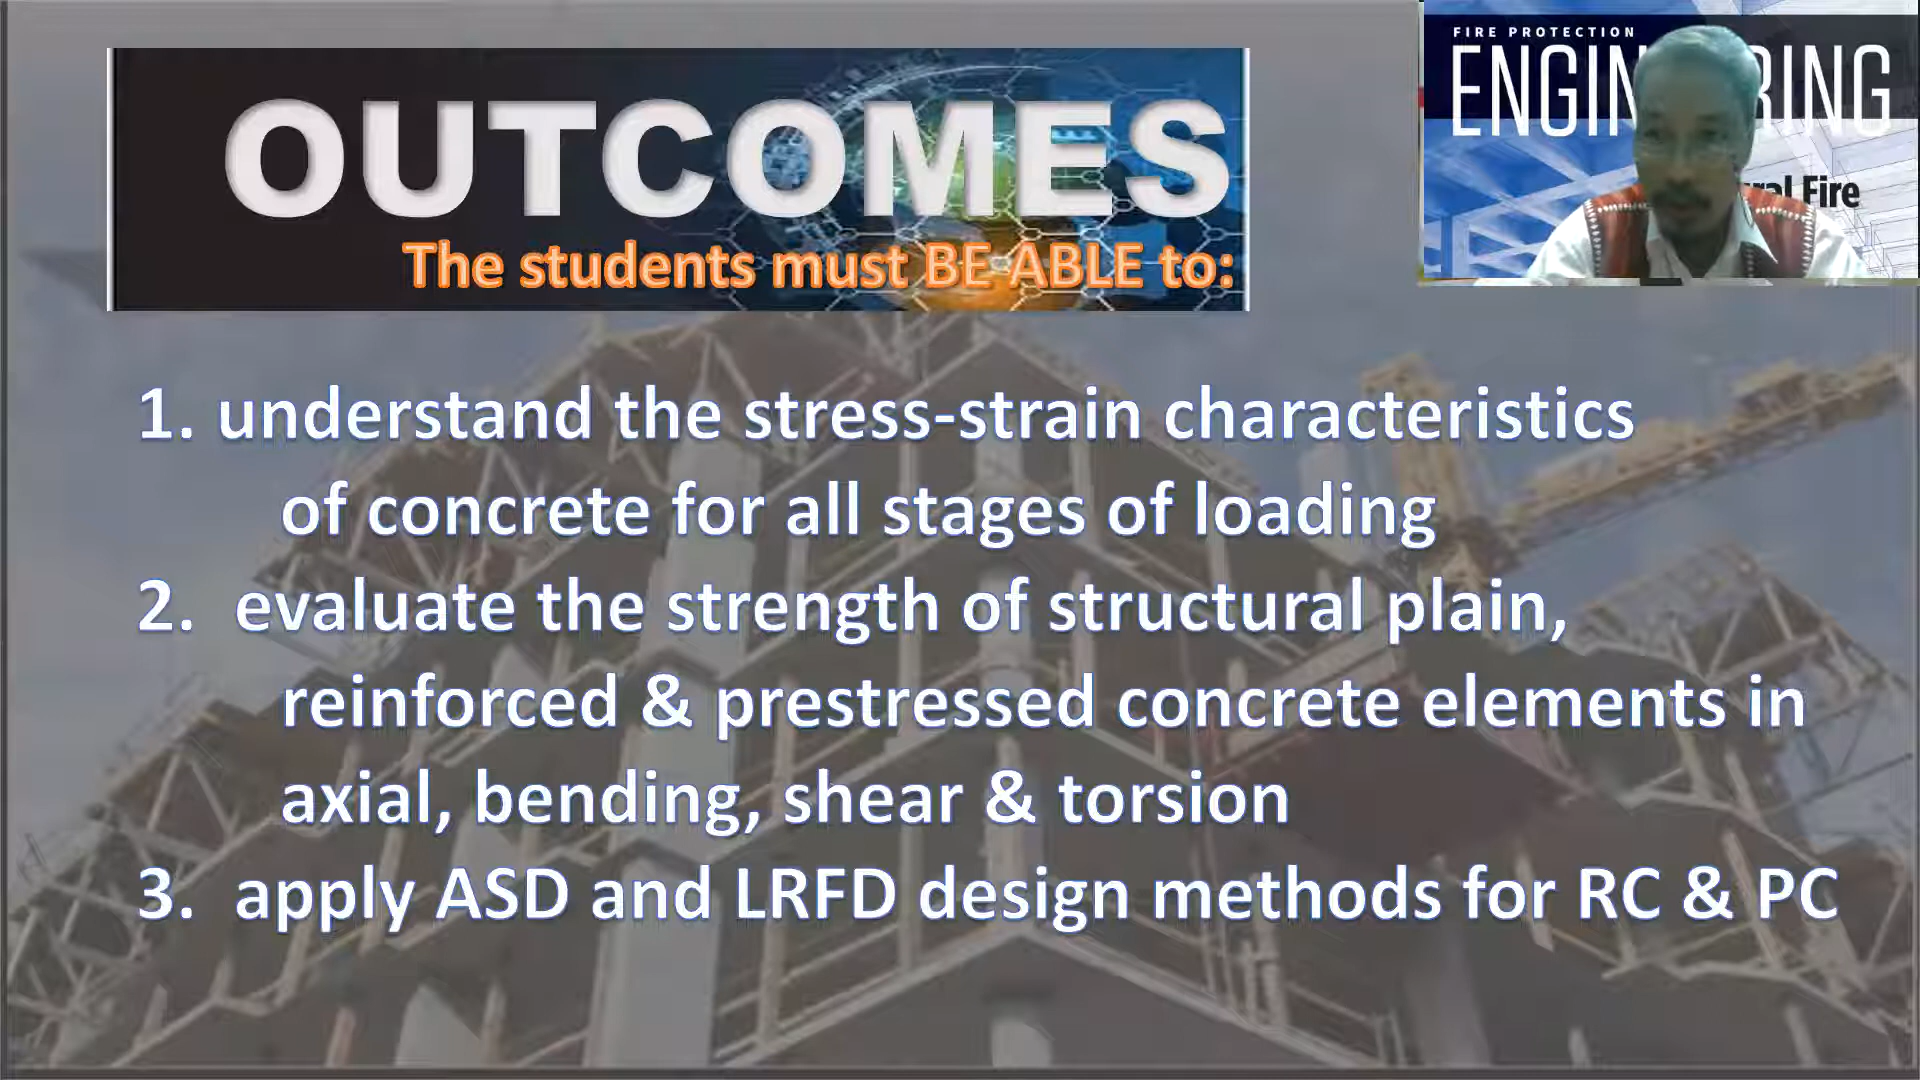 OUTCOMES
The students must BE ABLE to:
FIRE PROTECTION
Fire
1. understand the stress-strain characteristics
of concrete for all stages of loading
2. evaluate the strength of structural plain,
reinforced & prestressed concrete elements in
axial, bending, shear & torsion
3. apply ASD and LRFD design methods for RC & PC